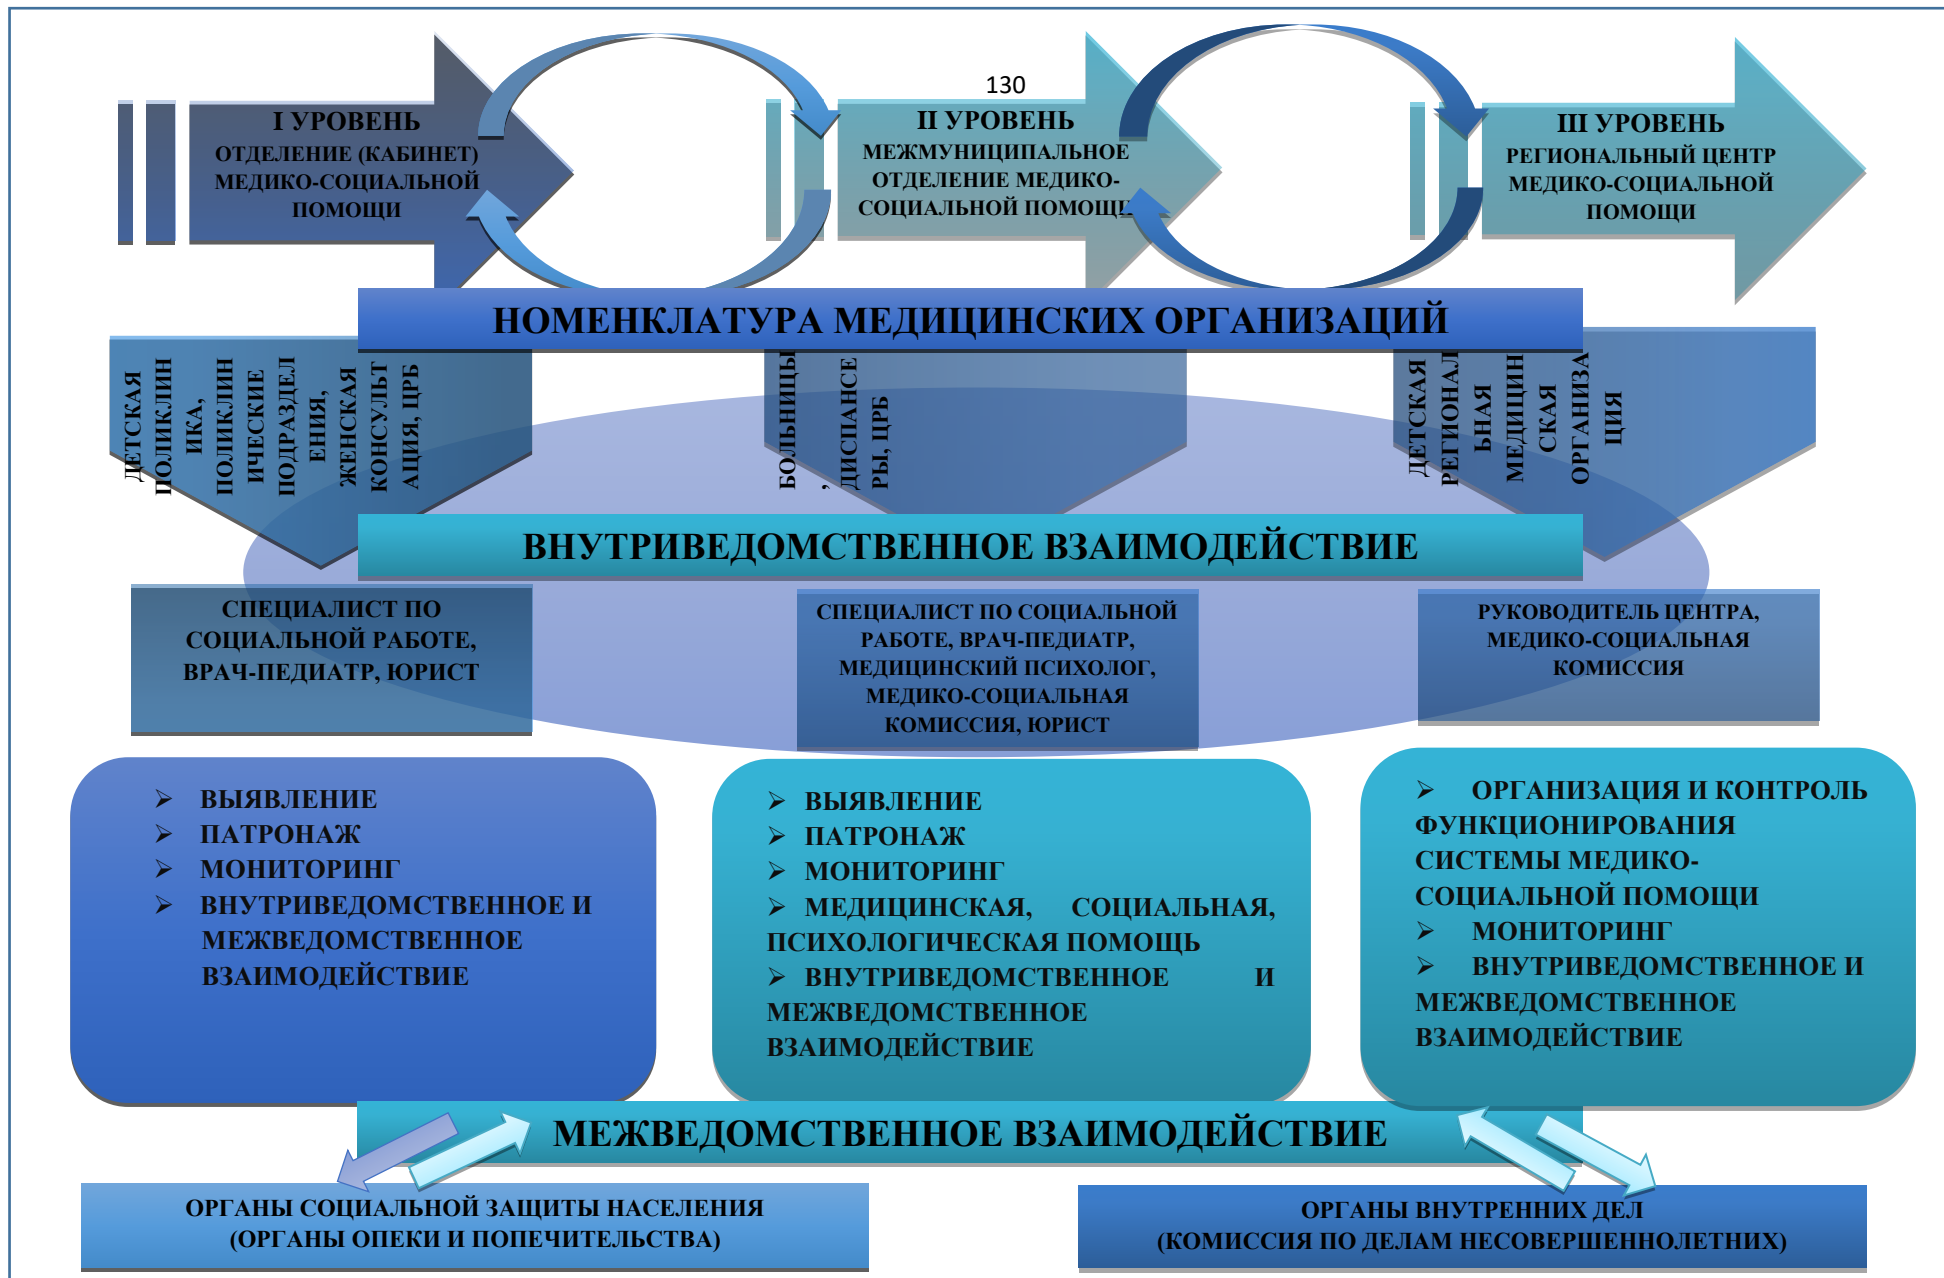 130
I УРОВЕНЬ
ОТДЕЛЕНИЕ (КАБИНЕТ)
МЕДИКО-СОЦИАЛЬНОЙ
ПОМОЩИ
II УРОВЕНЬ
МЕЖМУНИЦИПАЛЬНОЕ
ОТДЕЛЕНИЕ МЕДИКО-
СОЦИАЛЬНОЙ ПОМОЩИ
III УРОВЕНЬ
РЕГИОНАЛЬНЫЙ ЦЕНТР
МЕДИКО-СОЦИАЛЬНОЙ
ПОМОЩИ
НОМЕНКЛАТУРА МЕДИЦИНСКИХ ОРГАНИЗАЦИЙ
ДЕТСКАЯ
ПОЛИКЛИН
ИКА,
ПОЛИКЛИН
ИЧЕСКИЕ
ПОДРАЗДЕЛ
ЕНИЯ,
ЖЕНСКАЯ
КОНСУЛЬТ
АЦИЯ, ЦРБ
БОЛЬНИЦЫ
,
ДИСПАНСЕ
РЫ, ЦРБ
ДЕТСКАЯ
РЕГИОНАЛ
ЬНАЯ
МЕДИЦИН
СКАЯ
ОРГАНИЗА
ЦИЯ
ВНУТРИВЕДОМСТВЕННОЕ ВЗАИМОДЕЙСТВИЕ
СПЕЦИАЛИСТ ПО
СОЦИАЛЬНОЙ РАБОТЕ,
ВРАЧ-ПЕДИАТР, ЮРИСТ
СПЕЦИАЛИСТ ПО СОЦИАЛЬНОЙ
РАБОТЕ, ВРАЧ-ПЕДИАТР,
МЕДИЦИНСКИЙ ПСИХОЛОГ,
МЕДИКО-СОЦИАЛЬНАЯ
КОМИССИЯ, ЮРИСТ
РУКОВОДИТЕЛЬ ЦЕНТРА,
МЕДИКО-СОЦИАЛЬНАЯ
КОМИССИЯ
➢ ВЫЯВЛЕНИЕ
➢ ПАТРОНАЖ
➢ МОНИТОРИНГ
➢ ВНУТРИВЕДОМСТВЕННОЕ И
МЕЖВЕДОМСТВЕННОЕ
ВЗАИМОДЕЙСТВИЕ
➢ ВЫЯВЛЕНИЕ
➢ ПАТРОНАЖ
➢ МОНИТОРИНГ
➢ МЕДИЦИНСКАЯ, СОЦИАЛЬНАЯ,
ПСИХОЛОГИЧЕСКАЯ ПОМОЩЬ
➢ ВНУТРИВЕДОМСТВЕННОЕ И
МЕЖВЕДОМСТВЕННОЕ
ВЗАИМОДЕЙСТВИЕ
➢ ОРГАНИЗАЦИЯ И КОНТРОЛЬ
ФУНКЦИОНИРОВАНИЯ
СИСТЕМЫ МЕДИКО-
СОЦИАЛЬНОЙ ПОМОЩИ
➢ МОНИТОРИНГ
➢ ВНУТРИВЕДОМСТВЕННОЕ И
МЕЖВЕДОМСТВЕННОЕ
ВЗАИМОДЕЙСТВИЕ
МЕЖВЕДОМСТВЕННОЕ ВЗАИМОДЕЙСТВИЕ
ОРГАНЫ СОЦИАЛЬНОЙ ЗАЩИТЫ НАСЕЛЕНИЯ
(ОРГАНЫ ОПЕКИ И ПОПЕЧИТЕЛЬСТВА)
ОРГАНЫ ВНУТРЕННИХ ДЕЛ
(КОМИССИЯ ПО ДЕЛАМ НЕСОВЕРШЕННОЛЕТНИХ)